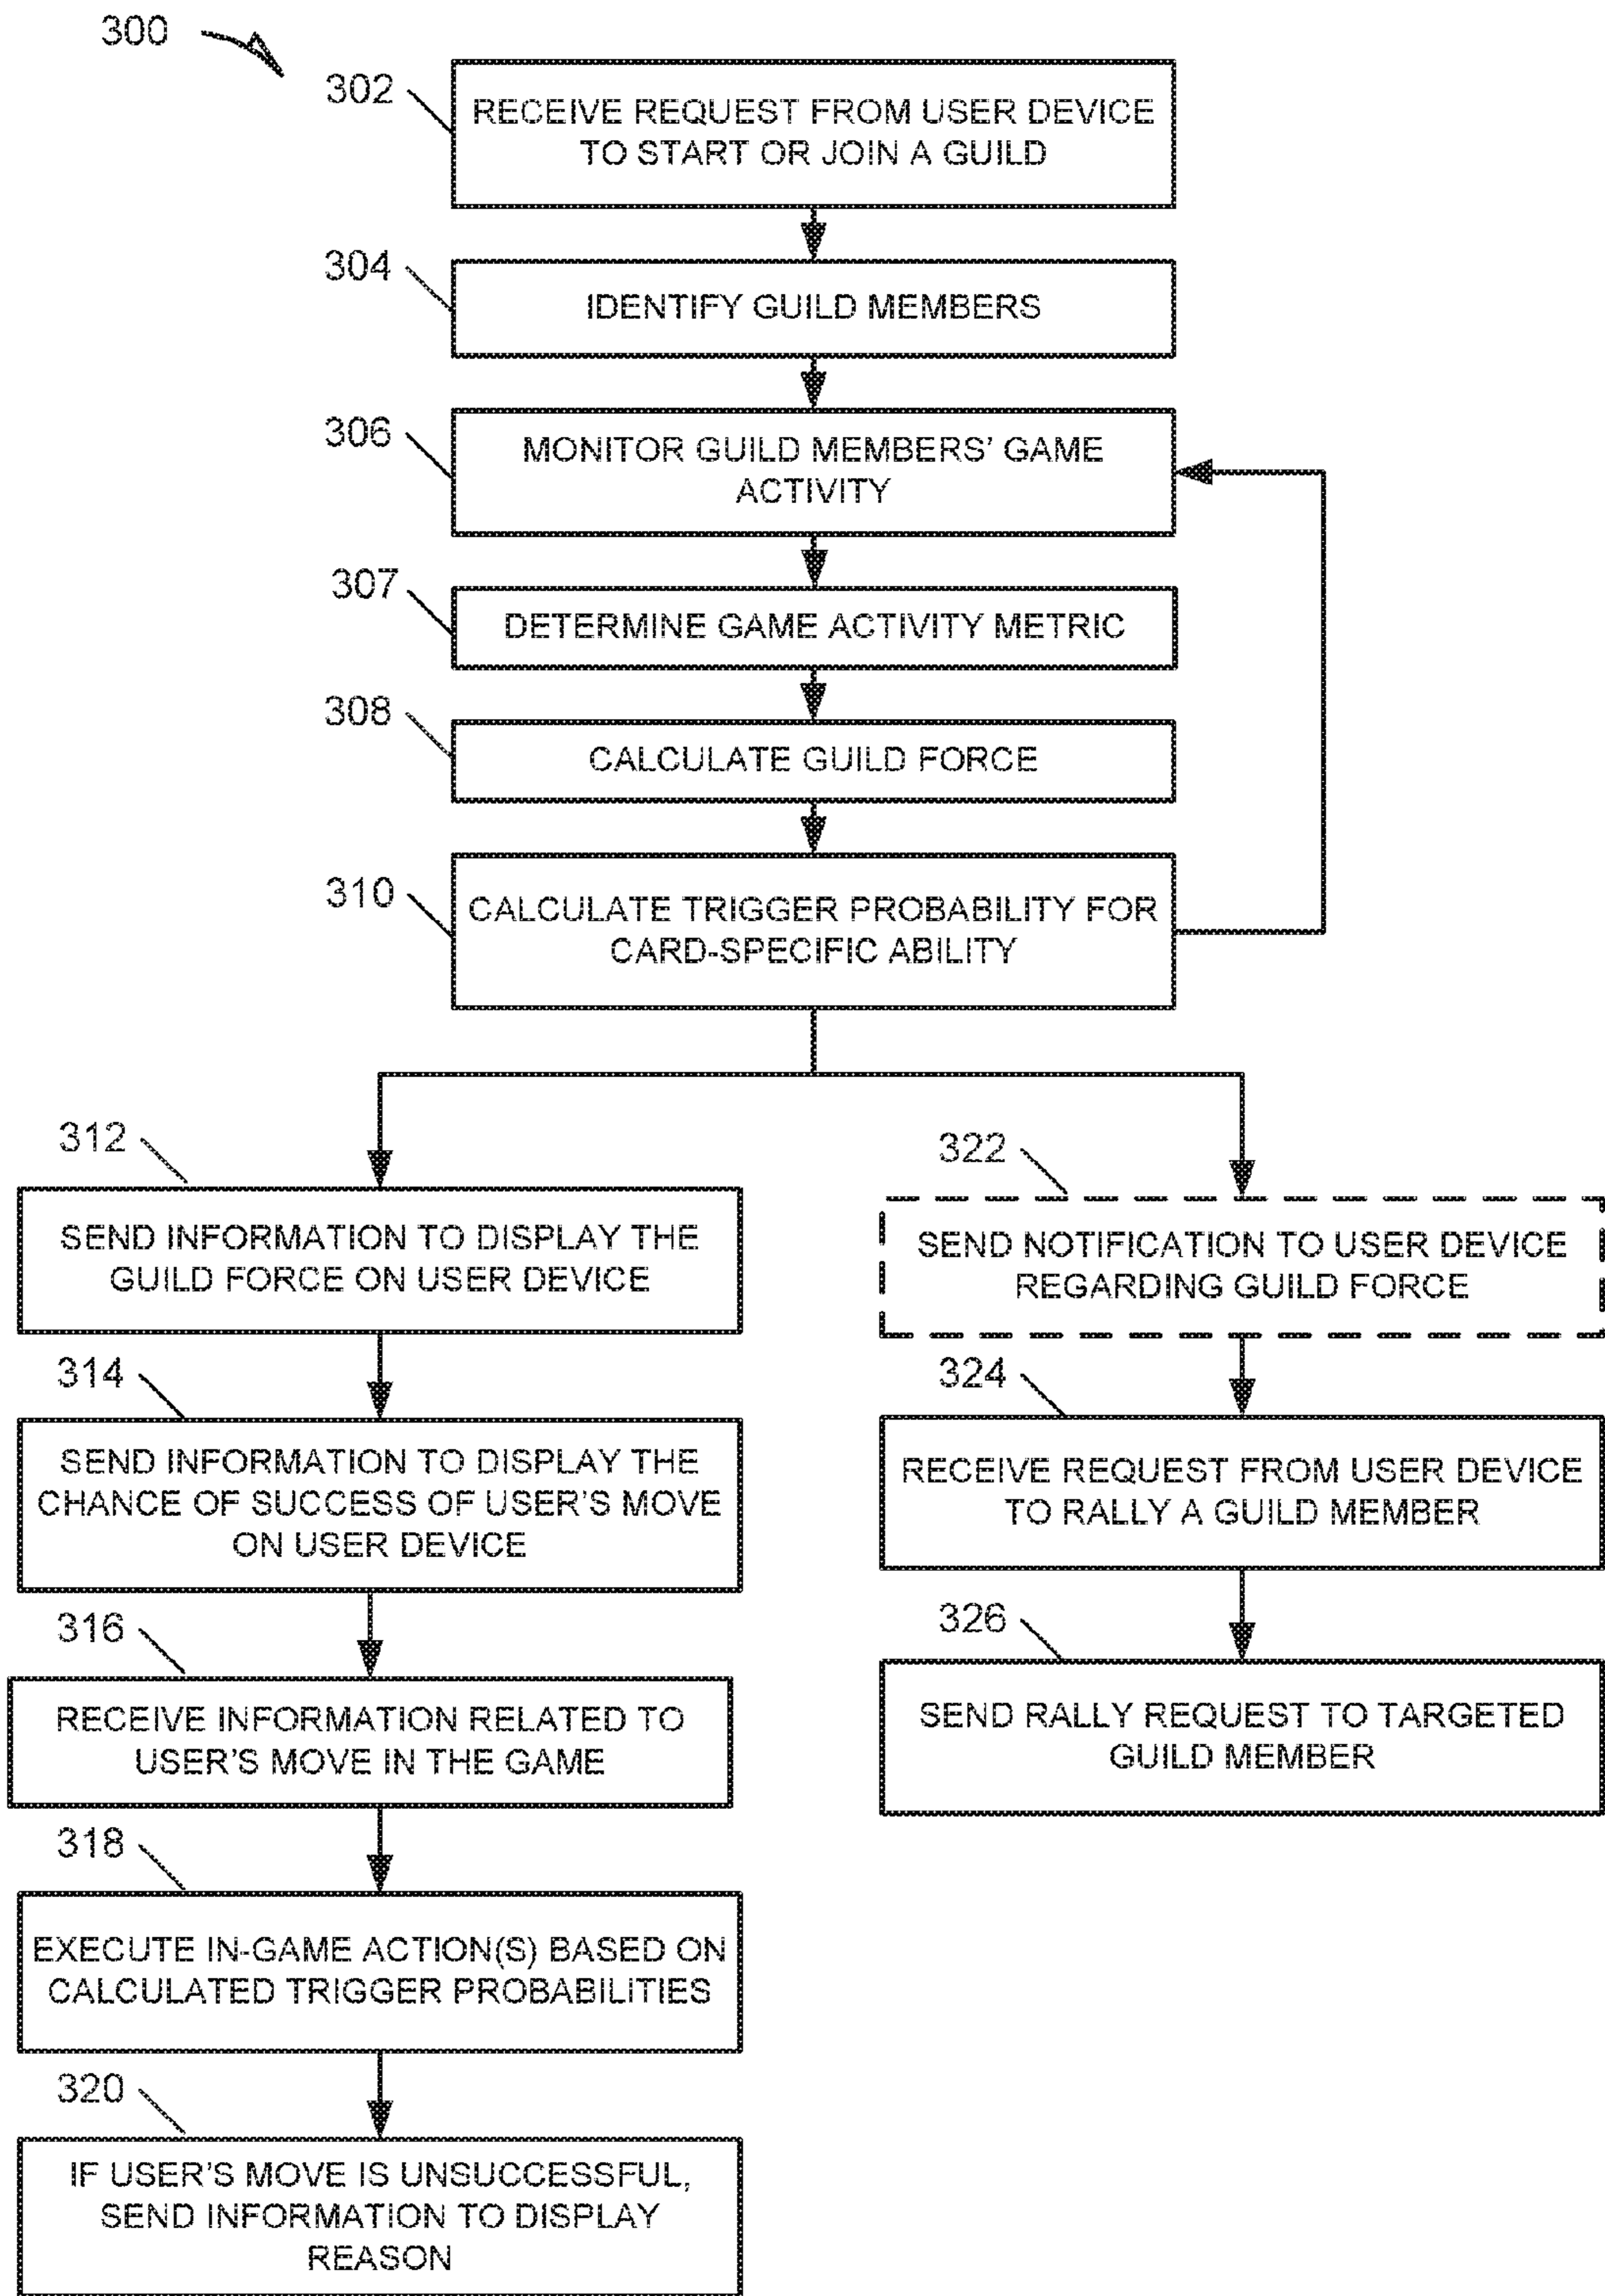 300
302
RECEIVE REQUEST FROM USER DEVICE
TO START OR JOIN A GUILD
304
IDENTIFY GUILD MEMBERS
306
MONITOR GUILD MEMBERS' GAME
ACTIVITY
307
DETERMINE GAME ACTIVITY METRIC
308
CALCULATE GUILD FORCE
310
CALCULATE TRIGGER PROBABILITY FOR
CARD-SPECIFIC ABILITY
312
SEND INFORMATION TO DISPLAY THE
GUILD FORCE ON USER DEVICE
314
SEND INFORMATION TO DISPLAY THE
CHANCE OF SUCCESS OF USER'S MOVE
ON USER DEVICE
316
RECEIVE INFORMATION RELATED TO
USER'S MOVE IN THE GAME
318
EXECUTE IN-GAME ACTION(S) BASED ON
CALCULATED TRIGGER PROBABILITIES
320
IF USER'S MOVE IS UNSUCCESSFUL,
SEND INFORMATION TO DISPLAY
REASON
322
SEND NOTIFICATION TO USER DEVICE
REGARDING GUILD FORCE
324
RECEIVE REQUEST FROM USER DEVICE
TO RALLY A GUILD MEMBER
326
SEND RALLY REQUEST TO TARGETED
GUILD MEMBER